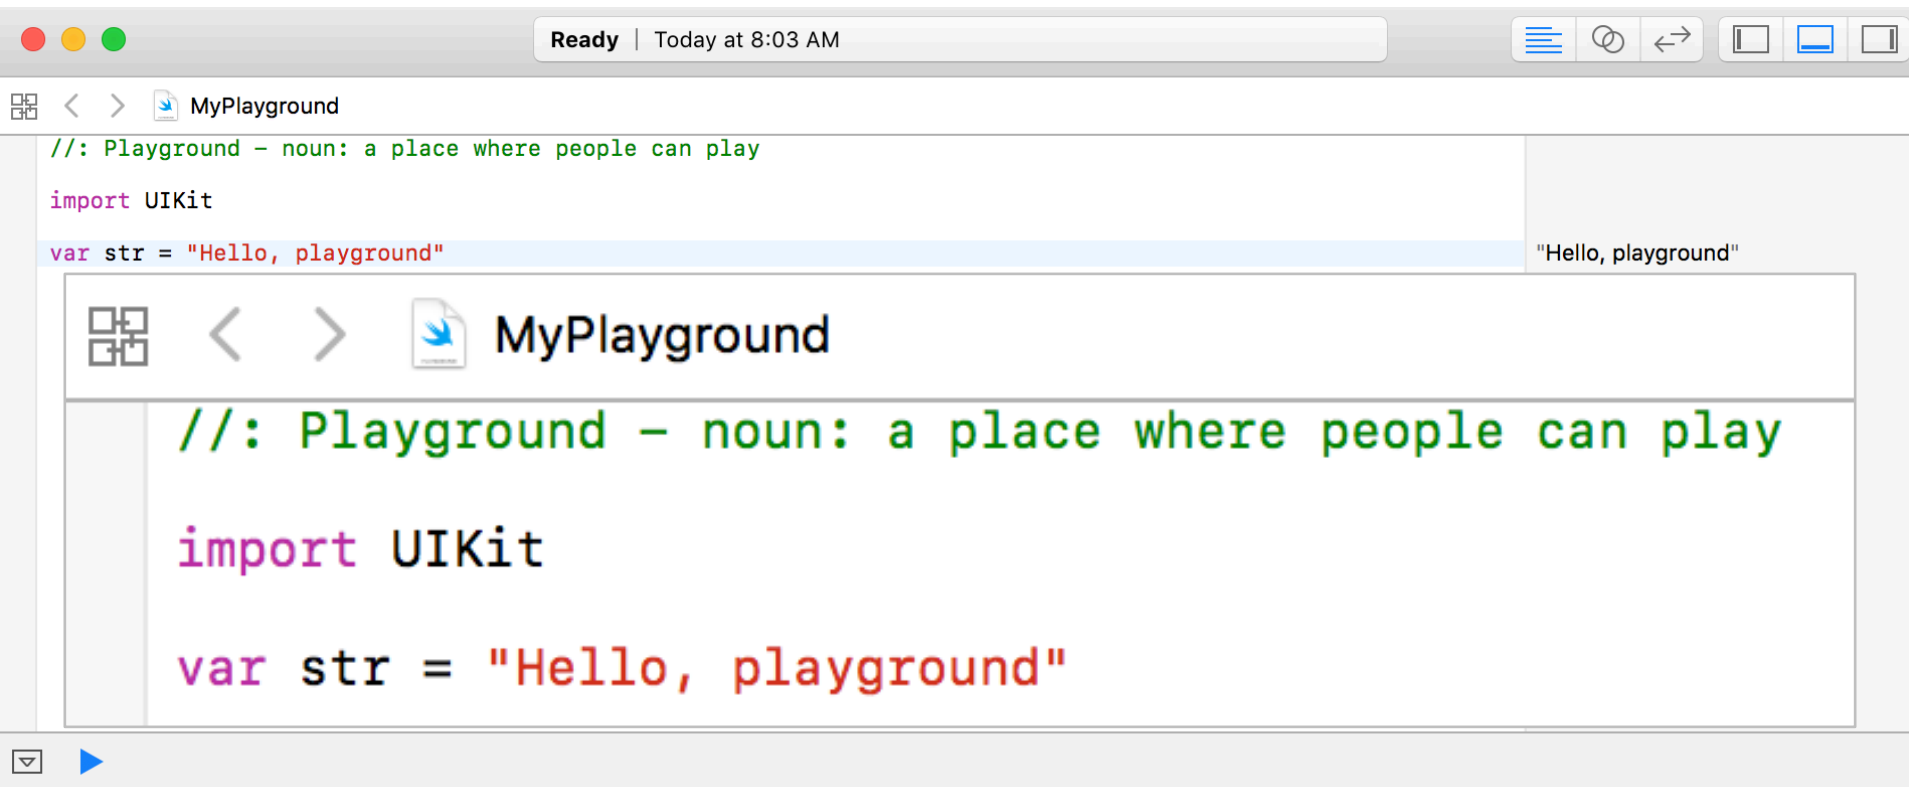 Ready | Today at 8:03 AM
MyPlayground
//: Playground – noun: a place where people can play
import UIKit
var str = "Hello, playground"
"Hello, playground"
MyPlayground
//: Playground – noun: a place where people can play
import UIKit
var str = "Hello, playground"